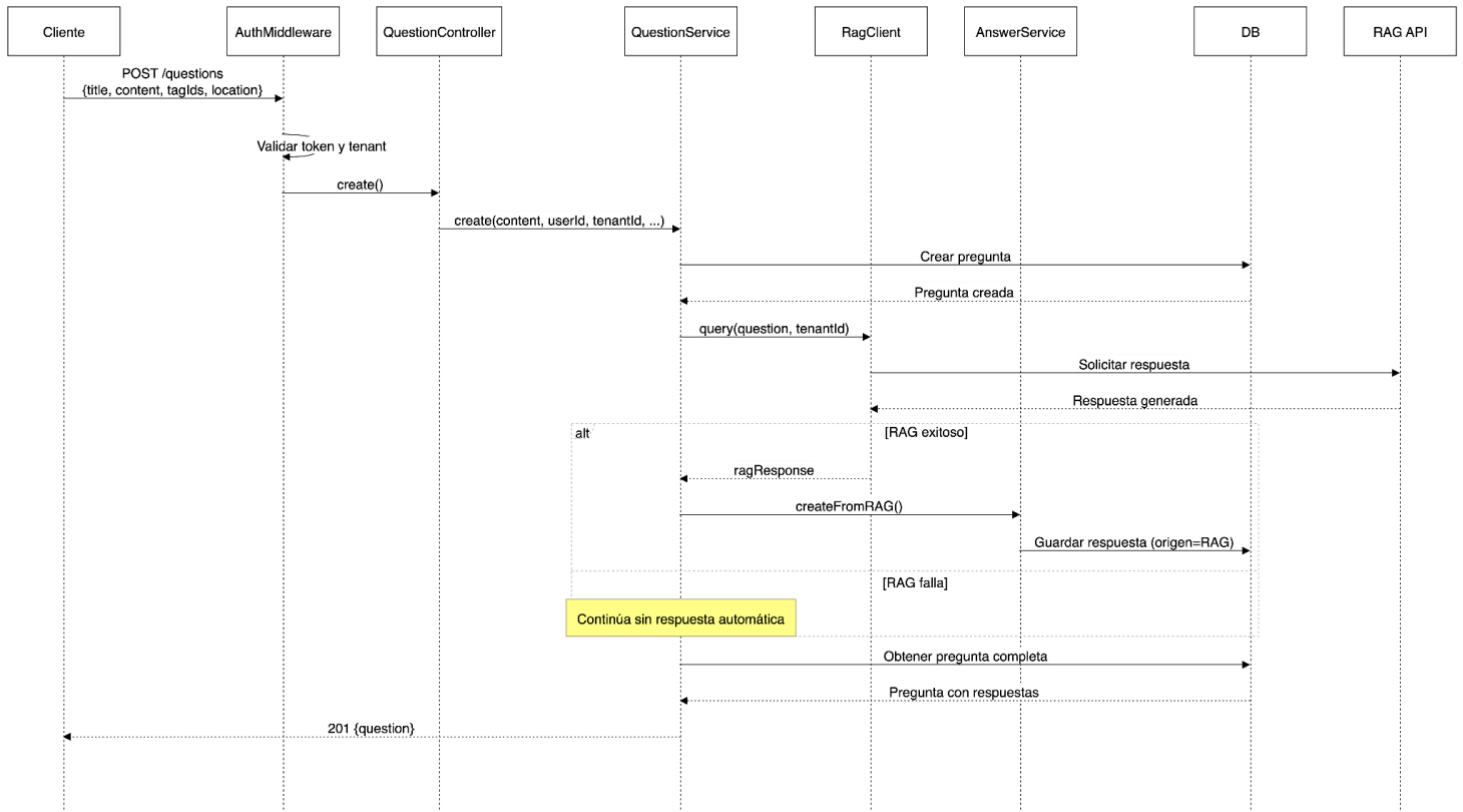 Cliente
AuthMiddleware
QuestionController
QuestionService
RagClient
AnswerService
DB
RAG API
POST /questions
{title, content, tagIds, location}
Validar token y tenant
create()
create(content, userId, tenantId, ...)
Crear pregunta
Pregunta creada
query(question, tenantId)
Solicitar respuesta
Respuesta generada
alt
[RAG exitoso]
ragResponse
createFromRAG()
Guardar respuesta (origen=RAG)
[RAG falla]
Continúa sin respuesta automática
Obtener pregunta completa
Pregunta con respuestas
201 {question}